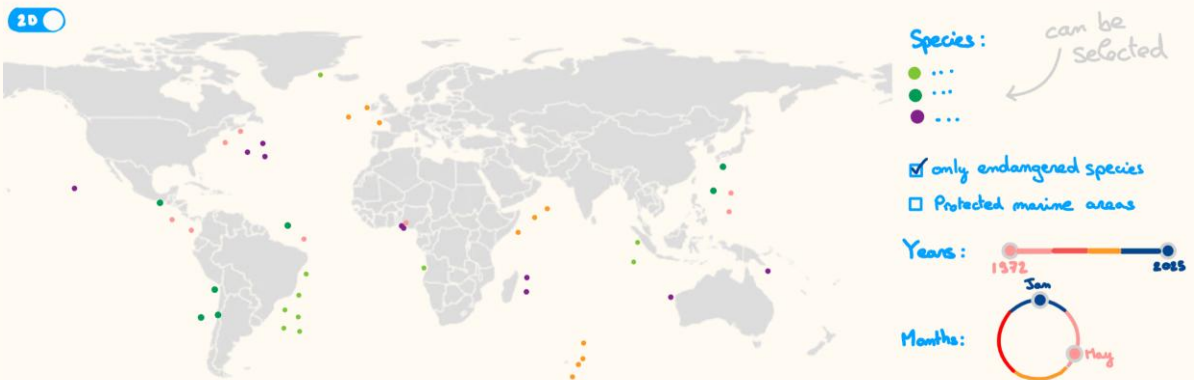 2D
Species:
can be
selected
...
...
...
only endangered species
Protected marine areas
Years:
1972
2025
Jan
Months:
May